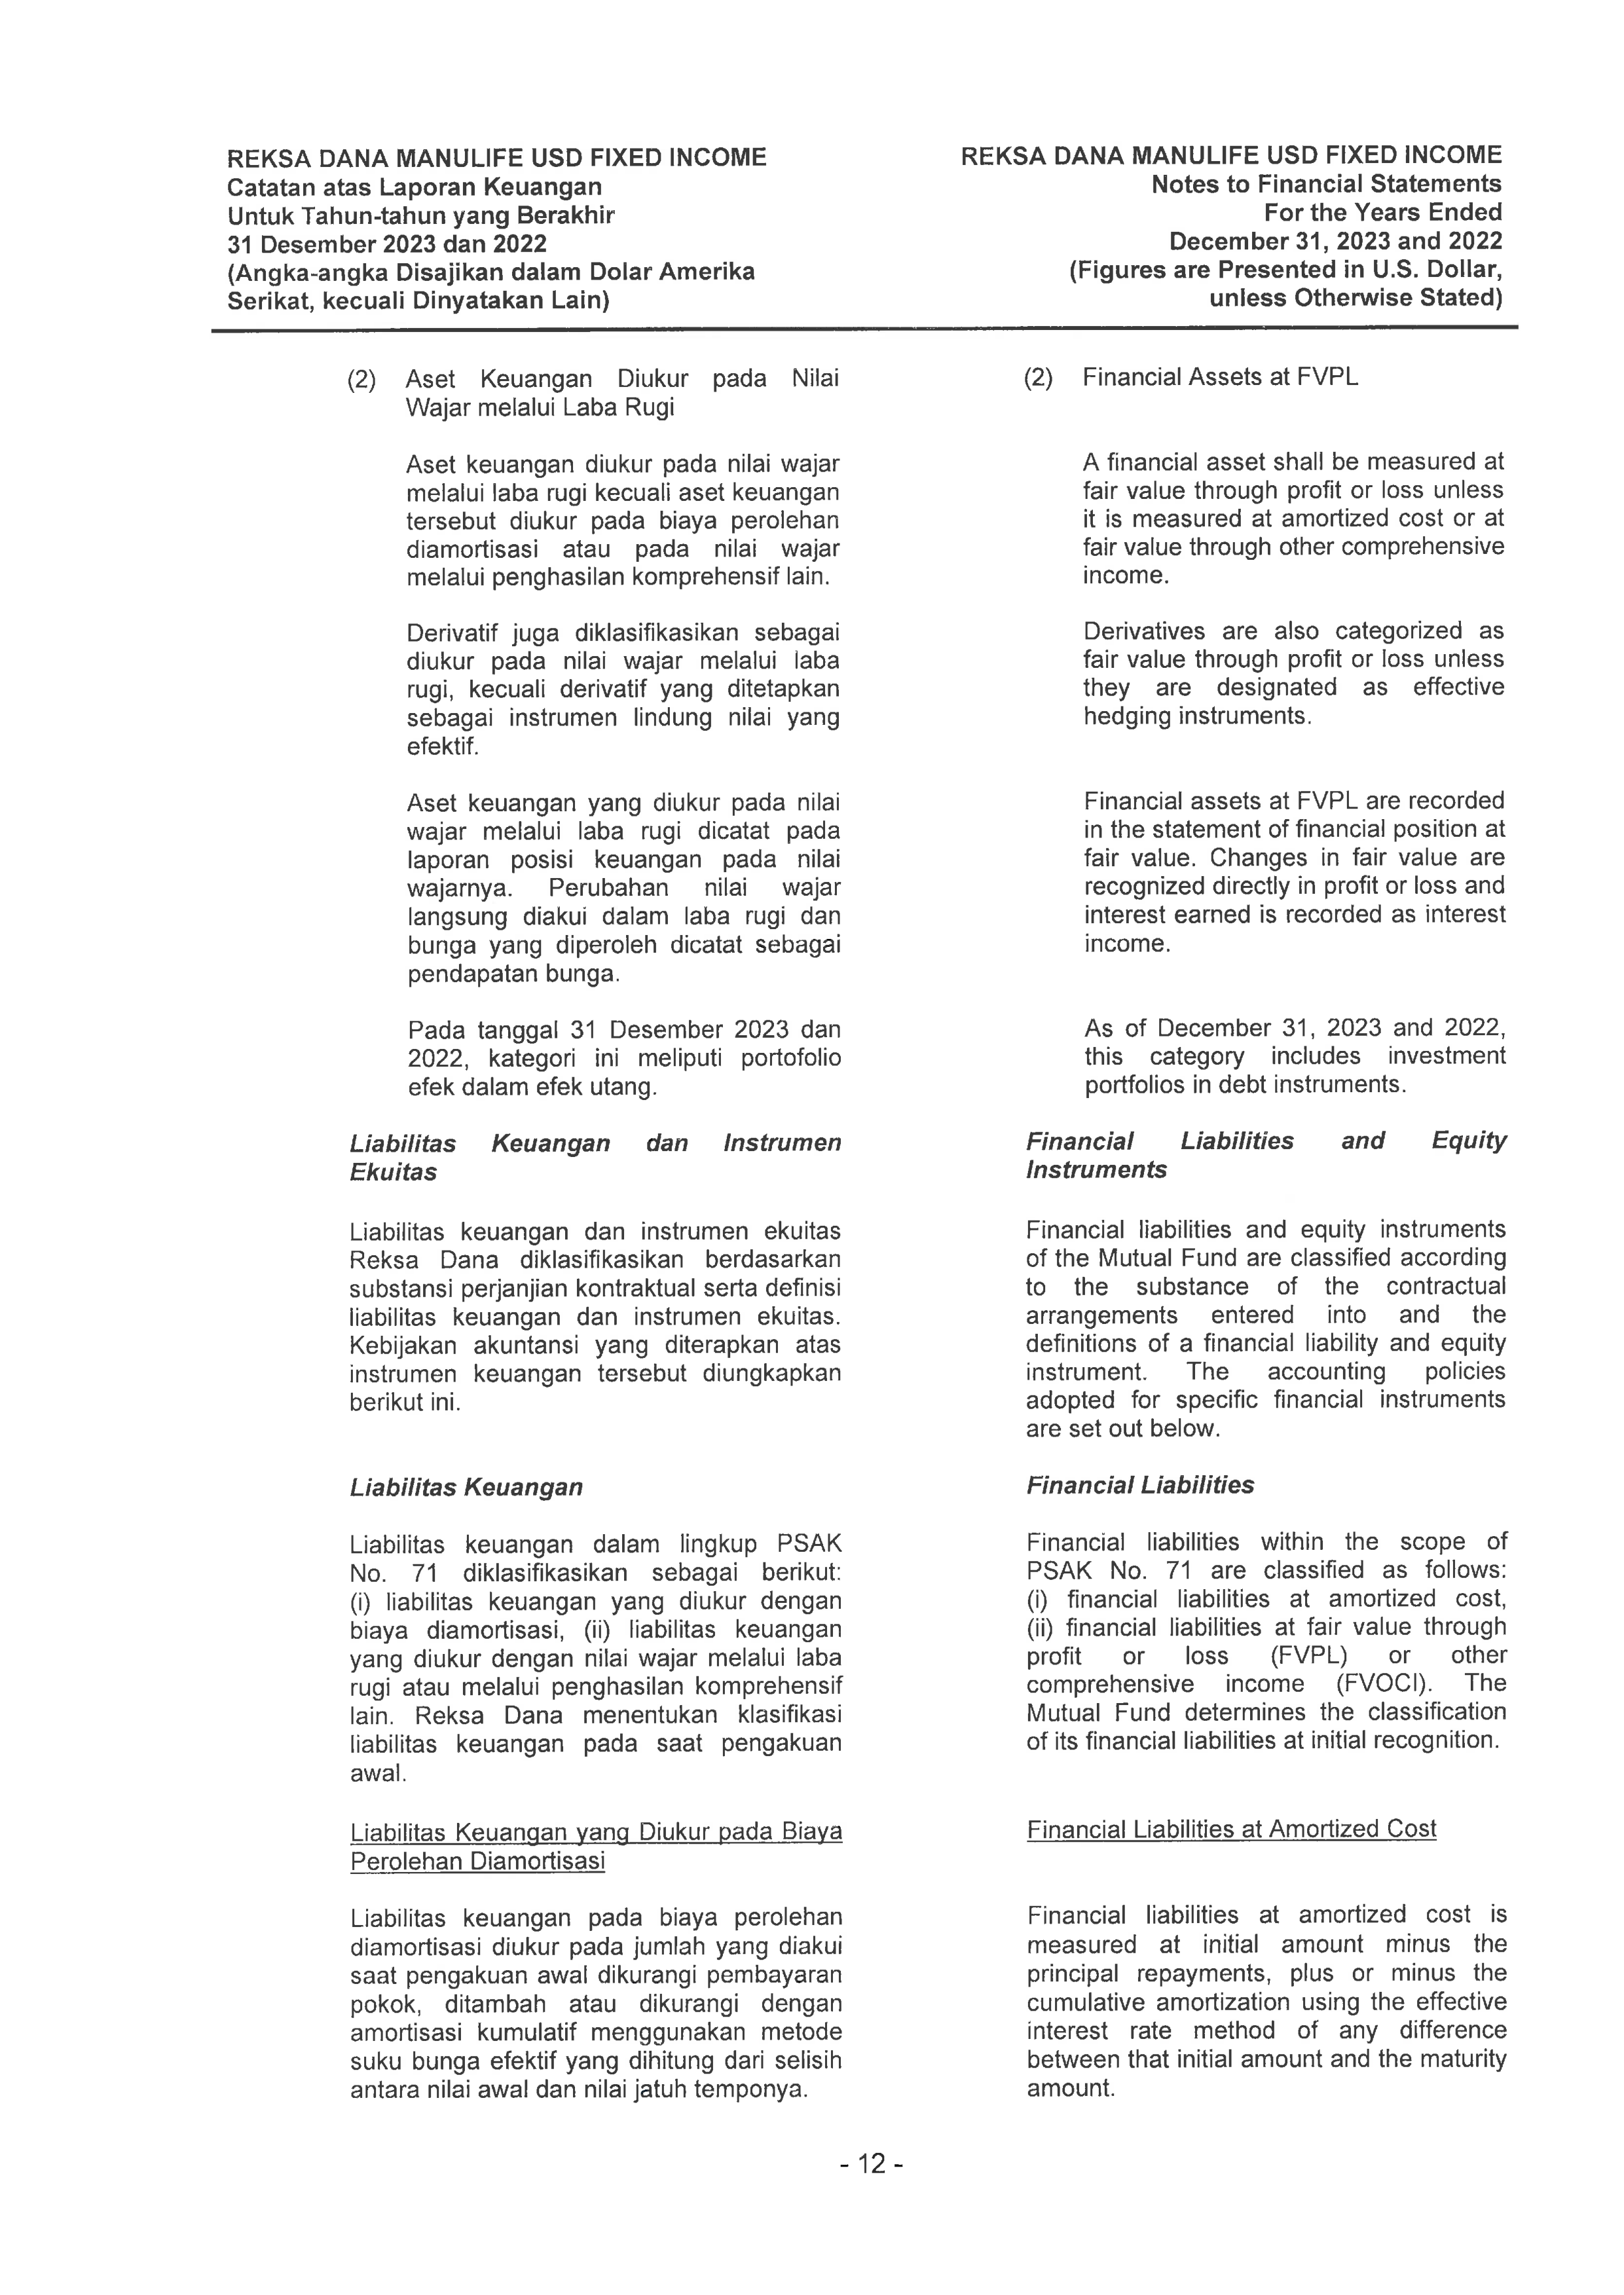 REKSA DANA MANULIFE USD FIXED INCOME
Catatan atas Laporan Keuangan
Untuk Tahun-tahun yang Berakhir
31 Desember 2023 dan 2022
(Angka-angka Disajikan dalam Dolar Amerika
Serikat, kecuali Dinyatakan Lain)
REKSA DANA MANULIFE USD FIXED INCOME
Notes to Financial Statements
For the Years Ended
December 31, 2023 and 2022
(Figures are Presented in U.S. Dollar,
unless Otherwise Stated)
(2) Aset Keuangan Diukur pada Nilai
Wajar melalui Laba Rugi
Aset keuangan diukur pada nilai wajar
melalui laba rugi kecuali aset keuangan
tersebut diukur pada biaya perolehan
diamortisasi atau pada nilai wajar
melalui penghasilan komprehensif lain.
Derivatif juga diklasifikasikan sebagai
diukur pada nilai wajar melalui laba
rugi, kecuali derivatif yang ditetapkan
sebagai instrumen lindung nilai yang
efektif.
Aset keuangan yang diukur pada nilai
wajar melalui laba rugi dicatat pada
laporan posisi keuangan pada nilai
wajarnya. Perubahan nilai wajar
langsung diakui dalam laba rugi dan
bunga yang diperoleh dicatat sebagai
pendapatan bunga.
Pada tanggal 31 Desember 2023 dan
2022, kategori ini meliputi portofolio
efek dalam efek utang.
Liabilitas Keuangan dan Instrumen
Ekuitas
Liabilitas keuangan dan instrumen ekuitas
Reksa Dana diklasifikasikan berdasarkan
substansi perjanjian kontraktual serta definisi
liabilitas keuangan dan instrumen ekuitas.
Kebijakan akuntansi yang diterapkan atas
instrumen keuangan tersebut diungkapkan
berikut ini.
Liabilitas Keuangan
Liabilitas keuangan dalam lingkup PSAK
No. 71 diklasifikasikan sebagai berikut:
(i) liabilitas keuangan yang diukur dengan
biaya diamortisasi, (ii) liabilitas keuangan
yang diukur dengan nilai wajar melalui laba
rugi atau melalui penghasilan komprehensif
lain. Reksa Dana menentukan klasifikasi
liabilitas keuangan pada saat pengakuan
awal.
Liabilitas Keuangan yang Diukur pada Biaya
Perolehan Diamortisasi
Liabilitas keuangan pada biaya perolehan
diamortisasi diukur pada jumlah yang diakui
saat pengakuan awal dikurangi pembayaran
pokok, ditambah atau dikurangi dengan
amortisasi kumulatif menggunakan metode
suku bunga efektif yang dihitung dari selisih
antara nilai awal dan nilai jatuh temponya.
(2) Financial Assets at FVPL
A financial asset shall be measured at
fair value through profit or loss unless
it is measured at amortized cost or at
fair value through other comprehensive
income.
Derivatives are also categorized as
fair value through profit or loss unless
they are designated as effective
hedging instruments.
Financial assets at FVPL are recorded
in the statement of financial position at
fair value. Changes in fair value are
recognized directly in profit or loss and
interest earned is recorded as interest
income.
As of December 31, 2023 and 2022,
this category includes investment
portfolios in debt instruments.
Financial Liabilities and Equity
Instruments
Financial liabilities and equity instruments
of the Mutual Fund are classified according
to the substance of the contractual
arrangements entered into and the
definitions of a financial liability and equity
instrument. The accounting policies
adopted for specific financial instruments
are set out below.
Financial Liabilities
Financial liabilities within the scope of
PSAK No. 71 are classified as follows:
(i) financial liabilities at amortized cost,
(ii) financial liabilities at fair value through
profit or loss (FVPL) or other
comprehensive income (FVOCI). The
Mutual Fund determines the classification
of its financial liabilities at initial recognition.
Financial Liabilities at Amortized Cost
Financial liabilities at amortized cost is
measured at initial amount minus the
principal repayments, plus or minus the
cumulative amortization using the effective
interest rate method of any difference
between that initial amount and the maturity
amount.
- 12 -